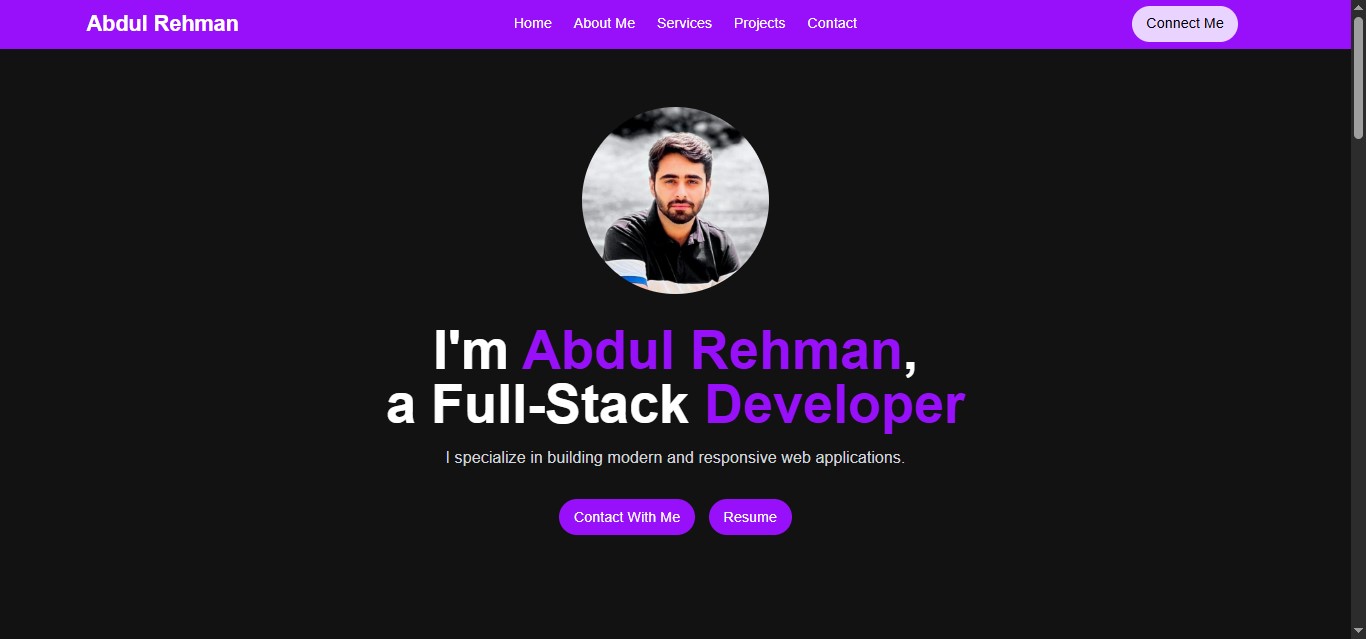 Abdul Rehman
Home About Me Services Projects Contact
Connect Me
I'm Abdul Rehman,
a Full-Stack Developer
I specialize in building modern and responsive web applications.
Contact With Me
Resume